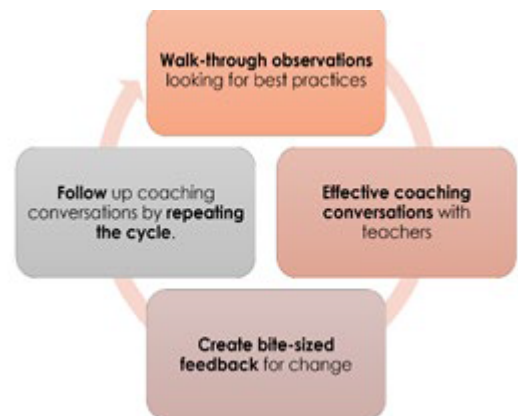 Walk-through observations
looking for best practices
Effective coaching
conversations with
teachers
Create bite-sized
feedback for change
Follow up coaching
conversations by repeating
the cycle.